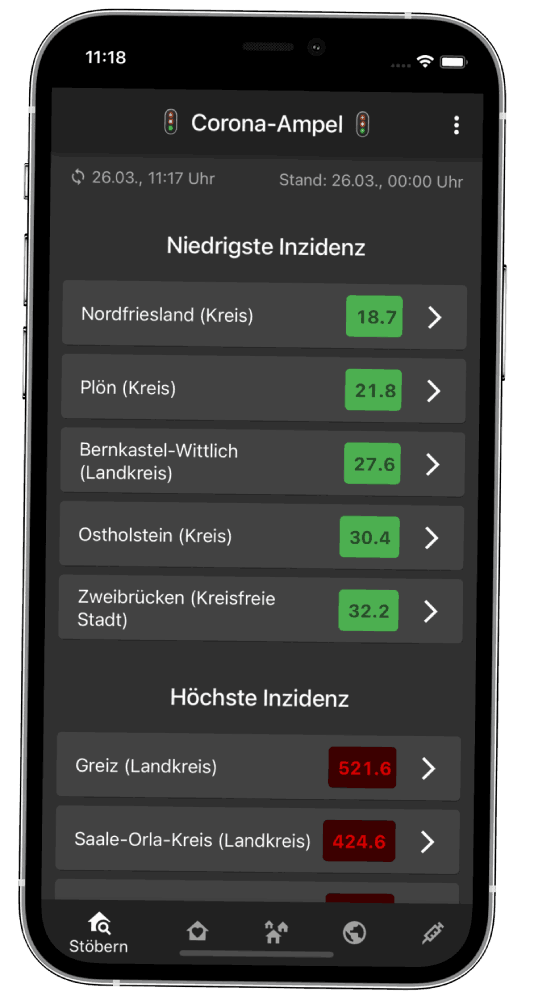 11:18
Corona-Ampel
26.03., 11:17 Uhr
Stand: 26.03., 00:00 Uhr
Niedrigste Inzidenz
Nordfriesland (Kreis)
18.7
Plön (Kreis)
21.8
Bernkastel-Wittlich
(Landkreis)
27.6
Ostholstein (Kreis)
30.4
Zweibrücken (Kreisfreie
Stadt)
32.2
Höchste Inzidenz
Greiz (Landkreis)
521.6
Saale-Orla-Kreis (Landkreis)
424.6
Stöbern